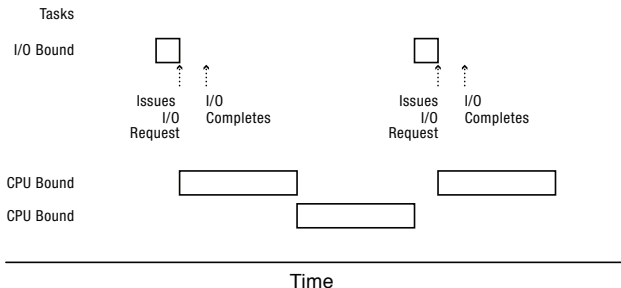 Tasks
I/O Bound
Issues I/O
I/O Completes
Request
Issues I/O
I/O Completes
Request
CPU Bound
CPU Bound
Time